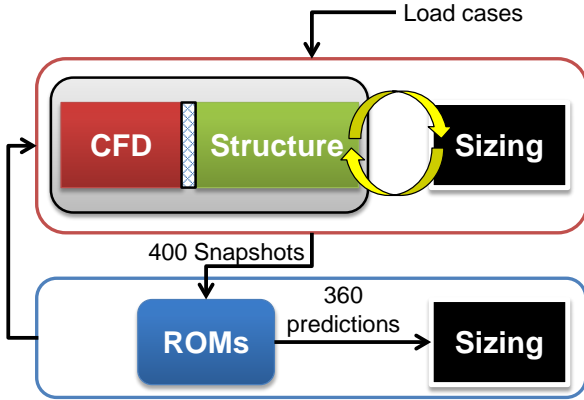 Load cases
CFD
Structure
Sizing
400 Snapshots
360
predictions
ROMs
Sizing